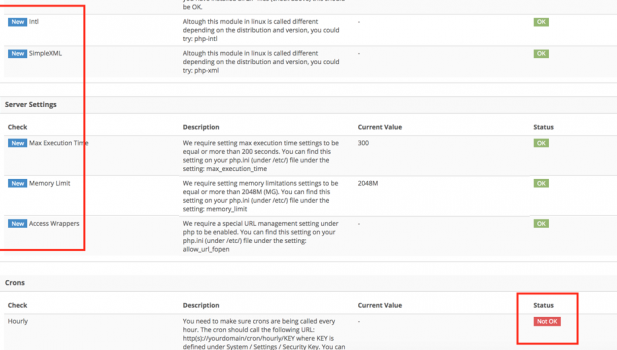 be OK.
New Intl Altough this module in linux is called different - OK
depending on the distribution and version, you could
try: php-intl
New SimpleXML Altough this module in linux is called different - OK
depending on the distribution and version, you could
try: php-xml
Server Settings
Check Description Current Value Status
New Max Execution Time We require setting max execution time settings to be 300 OK
equal or more than 200 seconds. You can find this
setting on your php.ini (under /etc/) file under the
setting: max_execution_time
New Memory Limit We require setting memory limitations settings to be 2048M OK
equal or more than 2048M (MG). You can find this
setting on your php.ini (under /etc/) file under the
setting: memory_limit
New Access Wrappers We require a special URL management setting under - OK
php to be enabled. You can find this setting on your
php.ini (under /etc/) file under the setting:
allow_url_fopen
Crons
Check Description Current Value Status
Hourly You need to make sure crons are being called every - Not OK
hour. The cron should call the following URL:
http(s)://yourdomain/cron/hourly/KEY where KEY is
defined under System / Settings / Security Key. You can